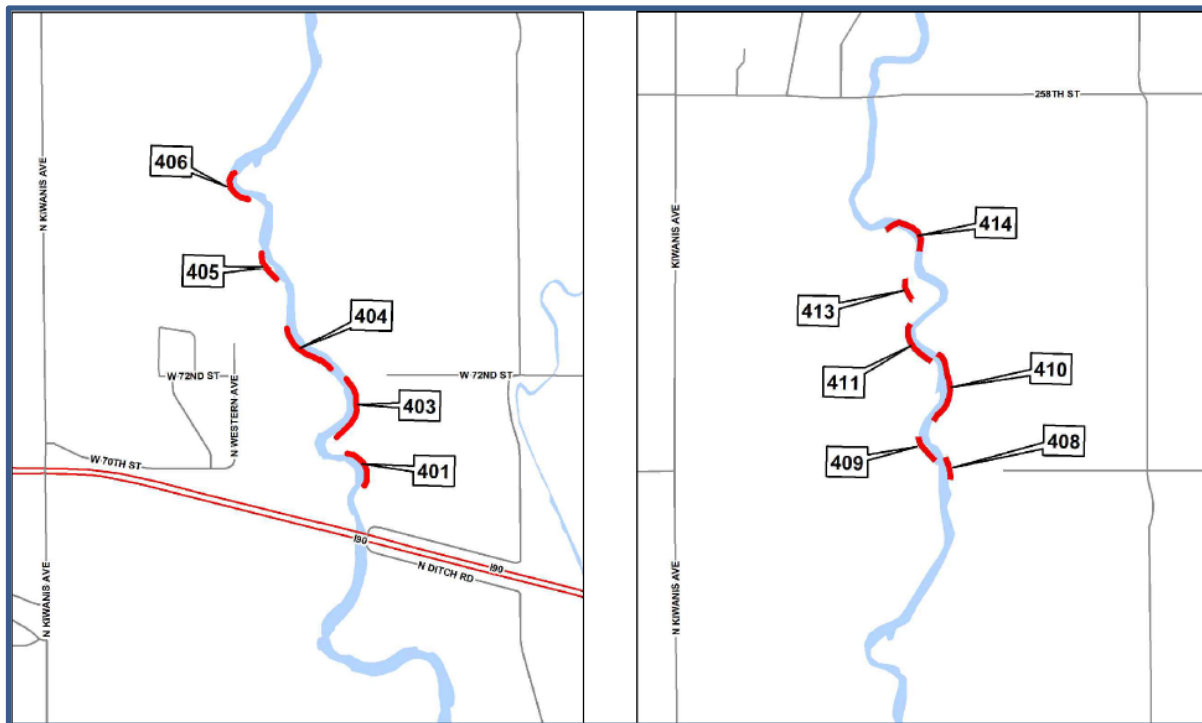 N KIWANIS AVE
406
405
404
W 72ND ST
W 72ND ST
N WESTERN AVE
403
W 70TH ST
401
I90
I90
N DITCH RD
N KIWANIS AVE
258TH ST
KIWANIS AVE
414
413
411
410
409
408
N KIWANIS AVE